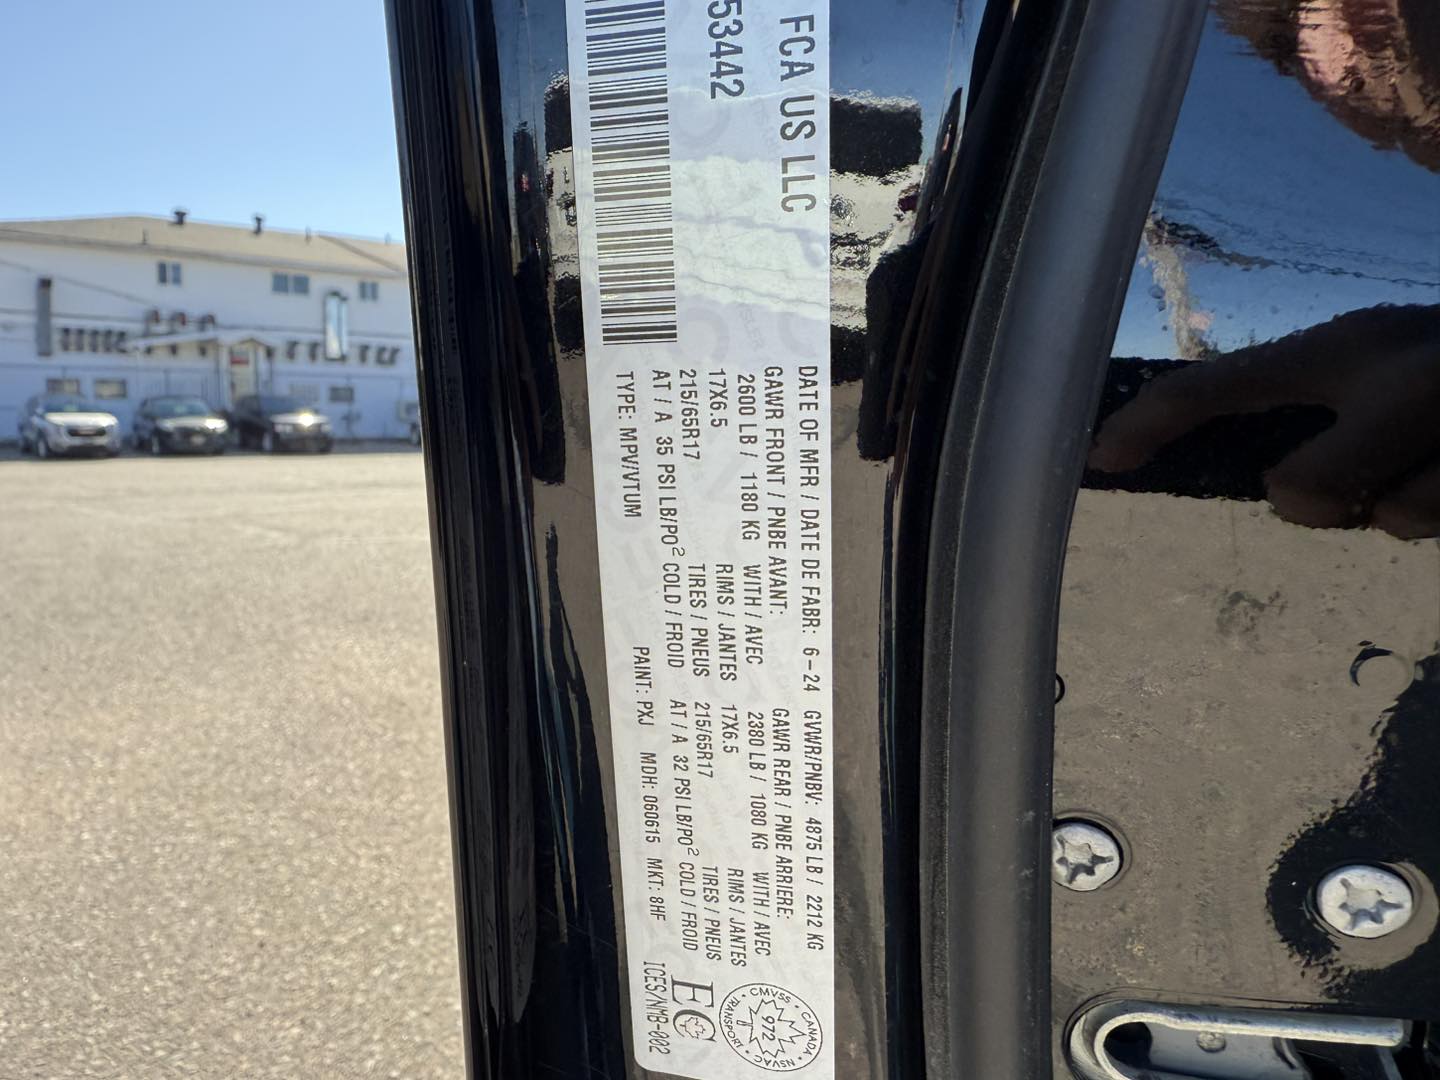 FCA US LLC
53442
DATE OF MFR / DATE DE FABR: 6-24 GVWR/PNBV: 4875 LB / 2212 KG
GAWR FRONT / PNBE AVANT: GAWR REAR / PNBE ARRIERE:
2600 LB / 1180 KG WITH / AVEC 2380 LB / 1080 KG WITH / AVEC
17X6.5 RIMS / JANTES 17X6.5 RIMS / JANTES
215/65R17 TIRES / PNEUS 215/65R17 TIRES / PNEUS
AT / A 35 PSI LB/PO² COLD / FROID AT / A 32 PSI LB/PO² COLD / FROID
TYPE: MPV/VTUM PAINT: PXJ MDH: 060615 MKT: 8HF
ICES/NMB-002
CANADA CMVSS TRANSPORT NSVAC
972